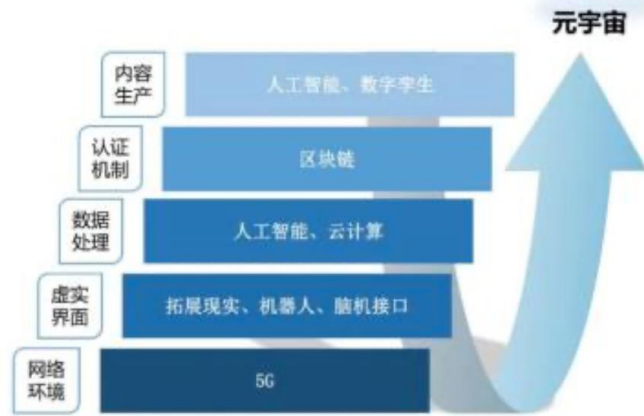 元宇宙
内容
生产
人工智能、数字孪生
认证
机制
区块链
数据
处理
人工智能、云计算
虚实
界面
拓展现实、机器人、脑机接口
网络
环境
5G